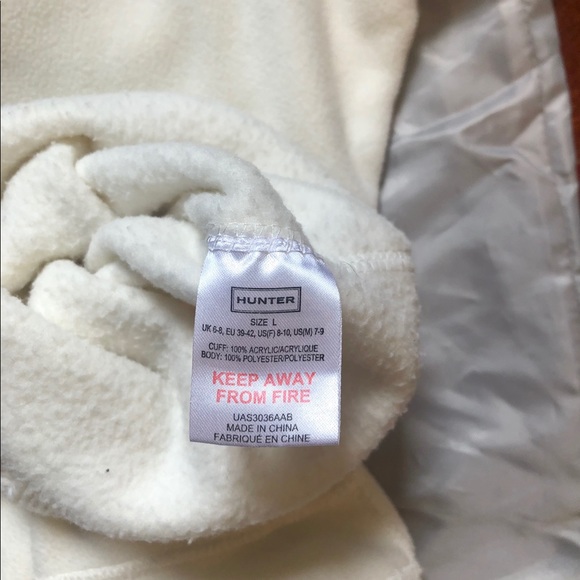 HUNTER
SIZE L
UK 6-8, EU 39-42, US(F) 8-10, US(M) 7-9
CUFF: 100% ACRYLIC/ACRYLIQUE
BODY: 100% POLYESTER/POLYESTER
KEEP AWAY
FROM FIRE
UAS3036AAB
MADE IN CHINA
FABRIQUÉ EN CHINE